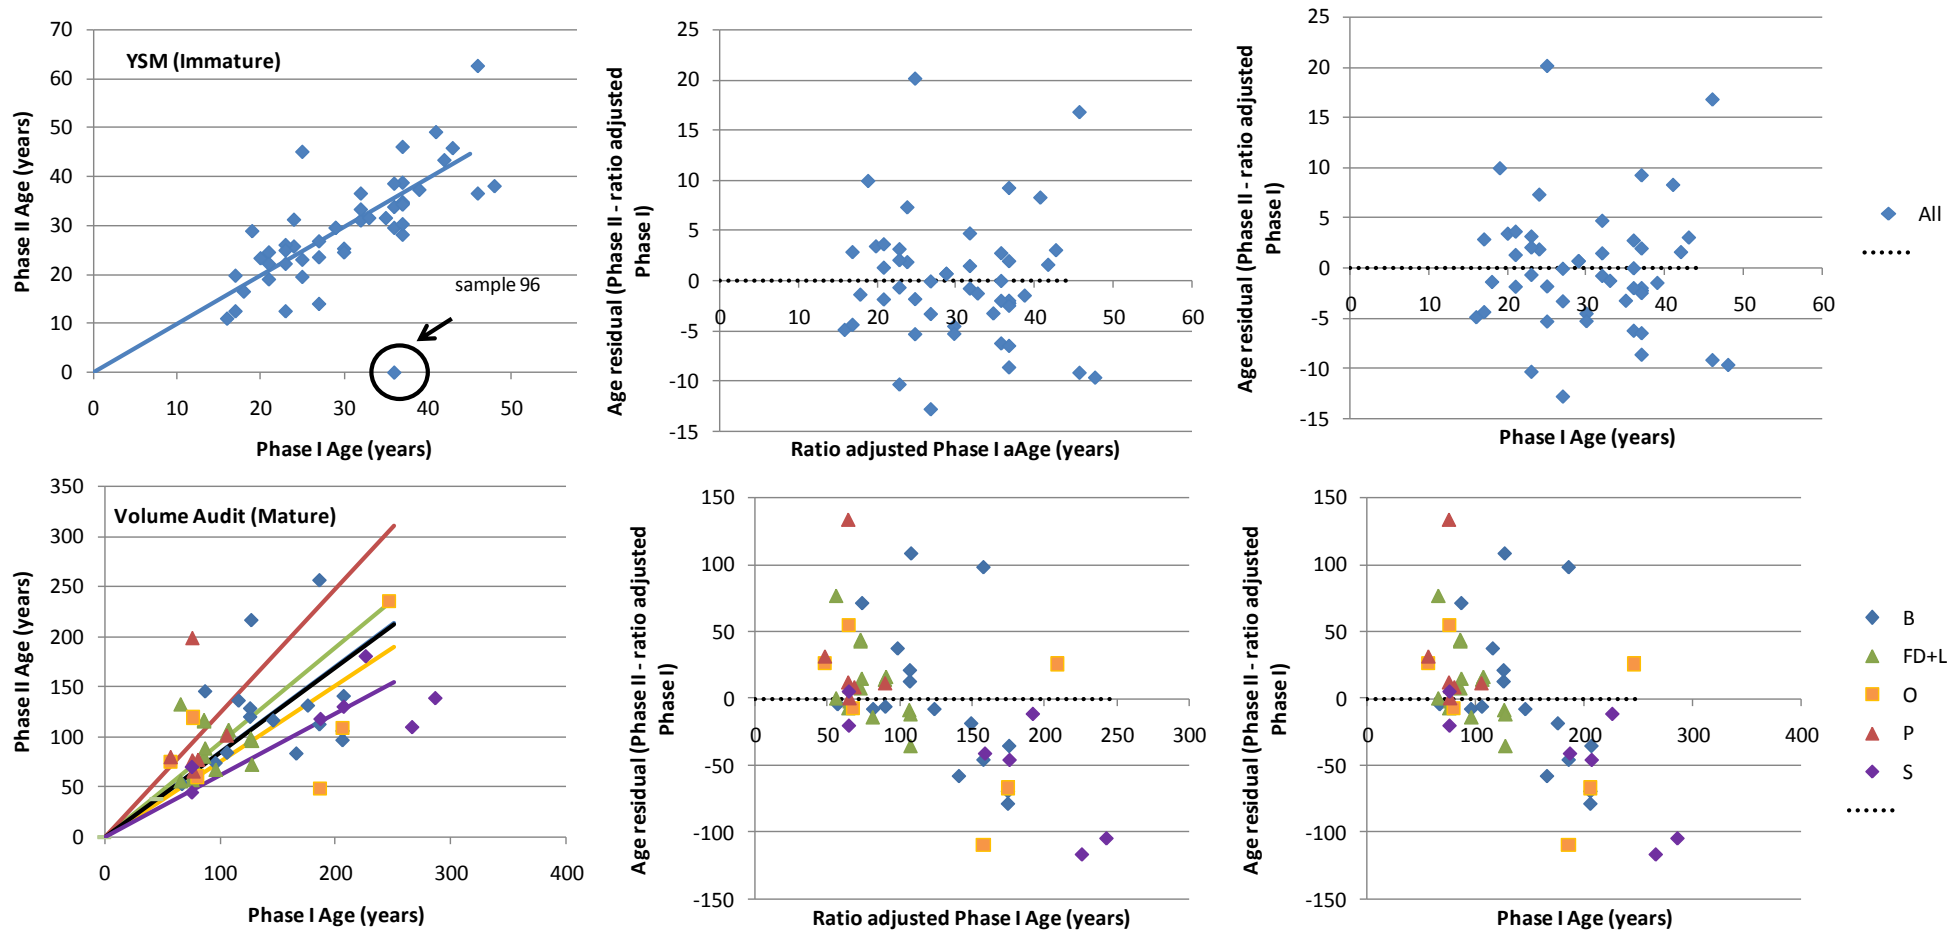 YSM (Immature)
70
60
50
40
30
20
10
0
0 10 20 30 40 50
sample 96
Phase II Age (years)
Phase I Age (years)
25
20
15
10
5
0
-5
-10
-15
0 10 20 30 40 50 60
Age residual (Phase II - ratio adjusted
Phase I)
Ratio adjusted Phase I aAge (years)
25
20
15
10
5
0
-5
-10
-15
0 10 20 30 40 50 60
Age residual (Phase II - ratio adjusted
Phase I)
Phase I Age (years)
All
Volume Audit (Mature)
350
300
250
200
150
100
50
0
0 100 200 300 400
Phase II Age (years)
Phase I Age (years)
150
100
50
0
-50
-100
-150
0 50 100 150 200 250 300
Age residual (Phase II - ratio adjusted
Phase I)
Ratio adjusted Phase I Age (years)
150
100
50
0
-50
-100
-150
0 100 200 300 400
Age residual (Phase II - ratio adjusted
Phase I)
Phase I Age (years)
B
FD+L
O
P
S